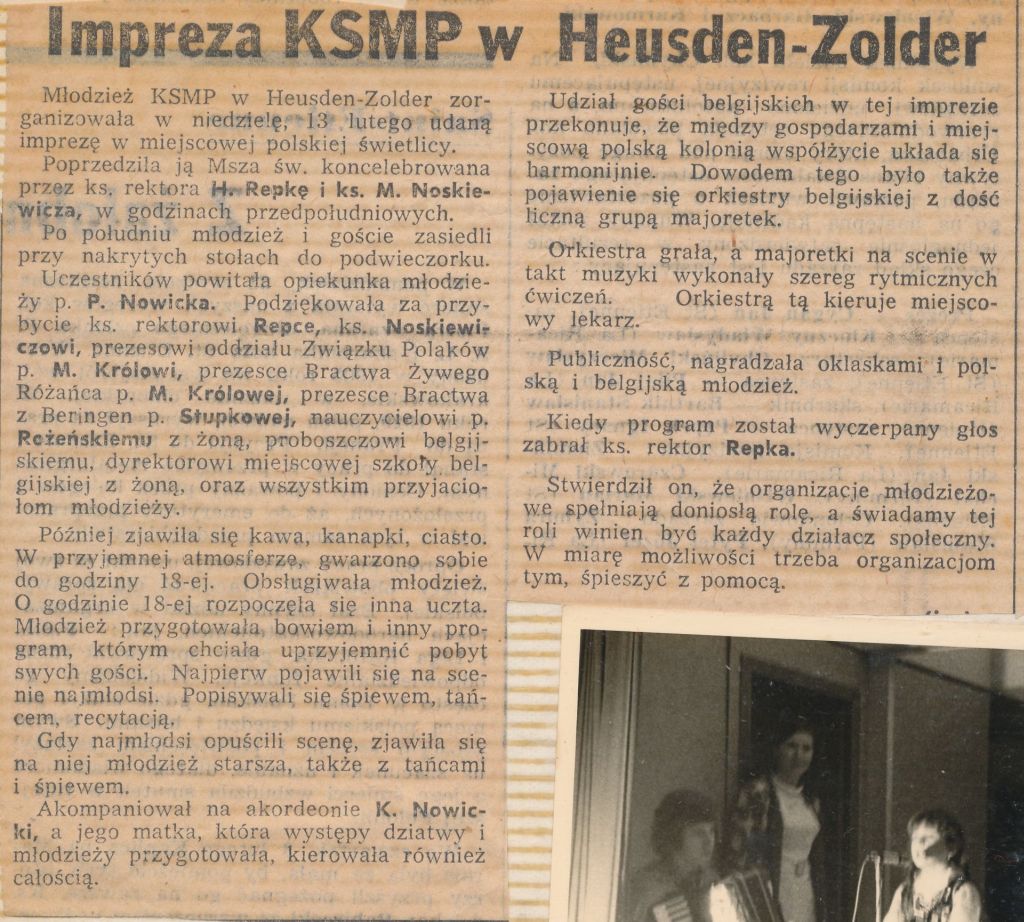 Impreza KSMP w Heusden-Zolder
Młodzież KSMP w Heusden-Zolder zor-
ganizowała w niedzielę, 13 lutego udaną
imprezę w miejscowej polskiej świetlicy.
Poprzedziła ją Msza św. koncelebrowana
przez ks. rektora H. Repkę i ks. M. Noskie-
wicza, w godzinach przedpołudniowych.
Po południu młodzież i goście zasiedli
przy nakrytych stołach do podwieczorku.
Uczestników powitała opiekunka młodzie-
ży p. P. Nowicka. Podziękowała za przy-
bycie ks. rektorowi Repce, ks. Noskiewi-
czowi, prezesowi oddziału Związku Polaków
p. M. Królowi, prezesce Bractwa Żywego
Różańca p. M. Królowej, prezesce Bractwa
z Beringen p. Słupkowej, nauczycielowi p.
Rożeńskiemu z żoną, proboszczowi belgij-
skiemu, dyrektorowi miejscowej szkoły bel-
gijskiej z żoną, oraz wszystkim przyjacio-
łom młodzieży.
Później zjawiła się kawa, kanapki, ciasto.
W przyjemnej atmosferze, gwarzono sobie
do godziny 18-ej. Obsługiwała młodzież.
O godzinie 18-ej rozpoczęła się inna uczta.
Młodzież przygotowała bowiem i inny pro-
gram, którym chciała uprzyjemnić pobyt
swych gości. Najpierw pojawili się na sce-
nie najmłodsi. Popisywali się śpiewem, tań-
cem, recytacją.
Gdy najmłodsi opuścili scenę, zjawiła się
na niej młodzież starsza, także z tańcami
i śpiewem.
Akompaniował na akordeonie K. Nowic-
ki, a jego matka, która występy dziatwy i
młodzieży przygotowała, kierowała również
całością.
Udział gości belgijskich w tej imprezie
przekonuje, że między gospodarzami i miej-
scową polską kolonią współżycie układa się
harmonijnie. Dowodem tego było także
pojawienie się orkiestry belgijskiej z dość
liczną grupą majoretek.
Orkiestra grała, a majoretki na scenie w
takt muzyki wykonały szereg rytmicznych
ćwiczeń. Orkiestrą tą kieruje miejsco-
wy lekarz.
Publiczność, nagradzała oklaskami i pol-
ską i belgijską młodzież.
Kiedy program został wyczerpany głos
zabrał ks. rektor Repka.
Stwierdził on, że organizacje młodzieżo-
we spełniają doniosłą rolę, a świadamy tej
roli winien być każdy działacz społeczny.
W miarę możliwości trzeba organizacjom
tym, śpieszyć z pomocą.